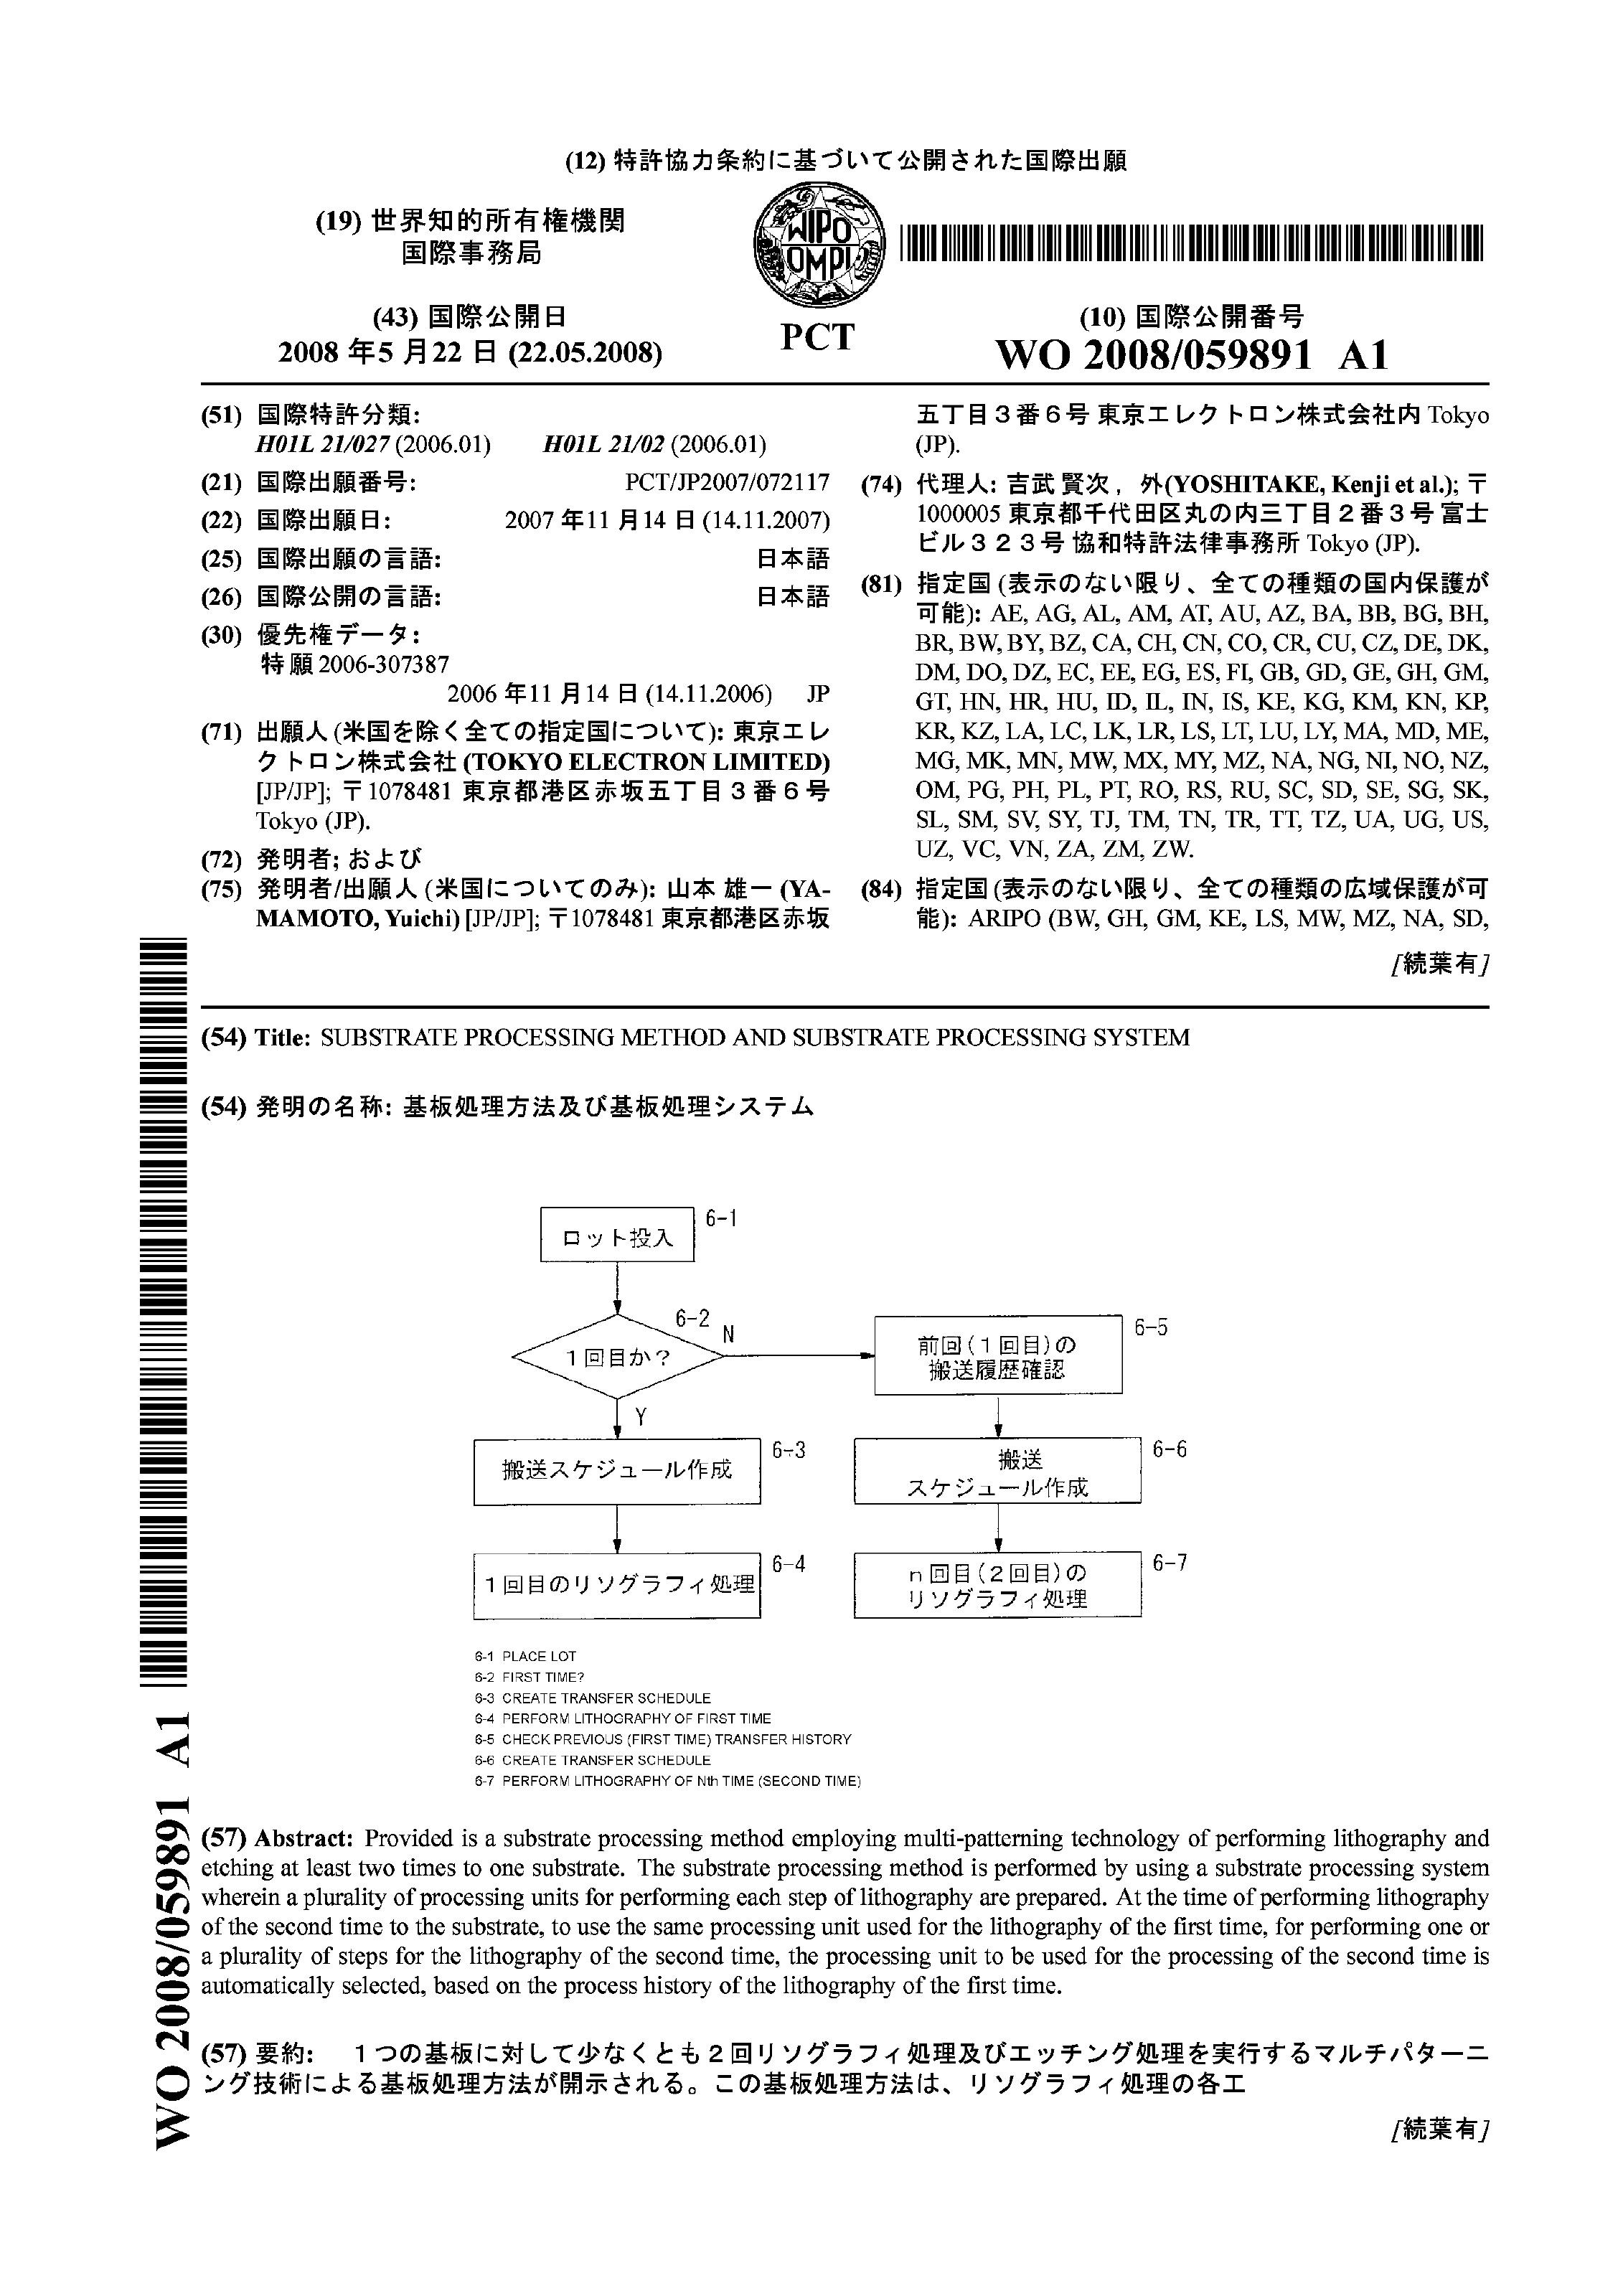 (12) 特許協力条約に基づいて公開された国際出願
(19) 世界知的所有権機関
国際事務局
WIPO
OMPI
(43) 国際公開日
2008 年5 月22 日 (22.05.2008)
PCT
(10) 国際公開番号
WO 2008/059891 A1
(51) 国際特許分類:
H01L 21/027 (2006.01) H01L 21/02 (2006.01)
(21) 国際出願番号: PCT/JP2007/072117
(22) 国際出願日: 2007 年11 月14 日 (14.11.2007)
(25) 国際出願の言語: 日本語
(26) 国際公開の言語: 日本語
(30) 優先権データ:
特願2006-307387
2006 年11 月14 日 (14.11.2006) JP
(71) 出願人 (米国を除く全ての指定国について): 東京エレ
クトロン株式会社 (TOKYO ELECTRON LIMITED)
[JP/JP]; 〒1078481 東京都港区赤坂五丁目3番6号
Tokyo (JP).
(72) 発明者; および
(75) 発明者/出願人 (米国についてのみ): 山本 雄一 (YA-
MAMOTO, Yuichi) [JP/JP]; 〒1078481 東京都港区赤坂
五丁目3番6号 東京エレクトロン株式会社内 Tokyo
(JP).
(74) 代理人: 吉武 賢次, 外(YOSHITAKE, Kenji et al.); 〒
1000005 東京都千代田区丸の内三丁目2番3号 富士
ビル323号 協和特許法律事務所 Tokyo (JP).
(81) 指定国 (表示のない限り、全ての種類の国内保護が
可能): AE, AG, AL, AM, AT, AU, AZ, BA, BB, BG, BH,
BR, BW, BY, BZ, CA, CH, CN, CO, CR, CU, CZ, DE, DK,
DM, DO, DZ, EC, EE, EG, ES, FI, GB, GD, GE, GH, GM,
GT, HN, HR, HU, ID, IL, IN, IS, KE, KG, KM, KN, KP,
KR, KZ, LA, LC, LK, LR, LS, LT, LU, LY, MA, MD, ME,
MG, MK, MN, MW, MX, MY, MZ, NA, NG, NI, NO, NZ,
OM, PG, PH, PL, PT, RO, RS, RU, SC, SD, SE, SG, SK,
SL, SM, SV, SY, TJ, TM, TN, TR, TT, TZ, UA, UG, US,
UZ, VC, VN, ZA, ZM, ZW.
(84) 指定国 (表示のない限り、全ての種類の広域保護が可
能): ARIPO (BW, GH, GM, KE, LS, MW, MZ, NA, SD,
[続葉有]
(54) Title: SUBSTRATE PROCESSING METHOD AND SUBSTRATE PROCESSING SYSTEM
(54) 発明の名称: 基板処理方法及び基板処理システム
ロット投入
6-1
1回目か?
6-2
N
Y
前回(1回目)の
搬送履歴確認
6-5
搬送スケジュール作成
6-3
搬送
スケジュール作成
6-6
1回目のリソグラフィ処理
6-4
n回目(2回目)の
リソグラフィ処理
6-7
6-1 PLACE LOT
6-2 FIRST TIME?
6-3 CREATE TRANSFER SCHEDULE
6-4 PERFORM LITHOGRAPHY OF FIRST TIME
6-5 CHECK PREVIOUS (FIRST TIME) TRANSFER HISTORY
6-6 CREATE TRANSFER SCHEDULE
6-7 PERFORM LITHOGRAPHY OF Nth TIME (SECOND TIME)
(57) Abstract: Provided is a substrate processing method employing multi-patterning technology of performing lithography and
etching at least two times to one substrate. The substrate processing method is performed by using a substrate processing system
wherein a plurality of processing units for performing each step of lithography are prepared. At the time of performing lithography
of the second time to the substrate, to use the same processing unit used for the lithography of the first time, for performing one or
a plurality of steps for the lithography of the second time, the processing unit to be used for the processing of the second time is
automatically selected, based on the process history of the lithography of the first time.
(57) 要約: 1つの基板に対して少なくとも2回リソグラフィ処理及びエッチング処理を実行するマルチパターニ
ング技術による基板処理方法が開示される。この基板処理方法は、リソグラフィ処理の各工
[続葉有]
WO 2008/059891 A1